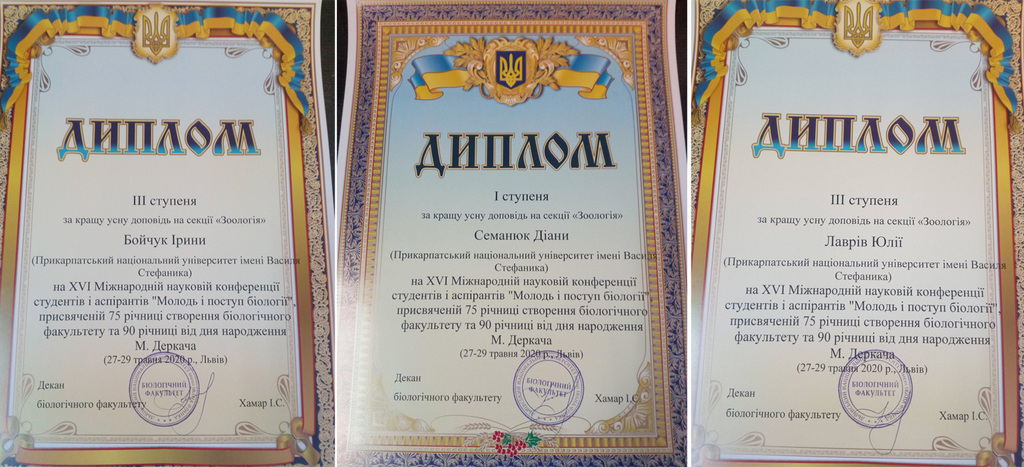 ДИПЛОМ
III ступеня
за кращу усну доповідь на секції «Зоологія»
Бойчук Ірини
(Прикарпатський національний університет імені Василя
Стефаника)
на XVI Міжнародній науковій конференції
студентів і аспірантів "Молодь і поступ біології",
присвяченій 75 річниці створення біологічного
факультету та 90 річниці від дня народження
М. Деркача
(27-29 травня 2020 р., Львів)
Декан
біологічного факультету Хамар І.С.
БІОЛОГІЧНИЙ
ФАКУЛЬТЕТ
ДИПЛОМ
I ступеня
за кращу усну доповідь на секції «Зоологія»
Семанюк Діани
(Прикарпатський національний університет імені Василя
Стефаника)
на XVI Міжнародній науковій конференції
студентів і аспірантів "Молодь і поступ біології",
присвяченій 75 річниці створення біологічного
факультету та 90 річниці від дня народження
М. Деркача
(27-29 травня 2020 р., Львів)
Декан
біологічного факультету Хамар І.С.
БІОЛОГІЧНИЙ
ФАКУЛЬТЕТ
ДИПЛОМ
III ступеня
за кращу усну доповідь на секції «Зоологія»
Лаврів Юлії
(Прикарпатський національний університет імені Василя
Стефаника)
на XVI Міжнародній науковій конференції
студентів і аспірантів "Молодь і поступ біології",
присвяченій 75 річниці створення біологічного
факультету та 90 річниці від дня народження
М. Деркача
(27-29 травня 2020 р., Львів)
Декан
біологічного факультету Хамар І.С.
БІОЛОГІЧНИЙ
ФАКУЛЬТЕТ